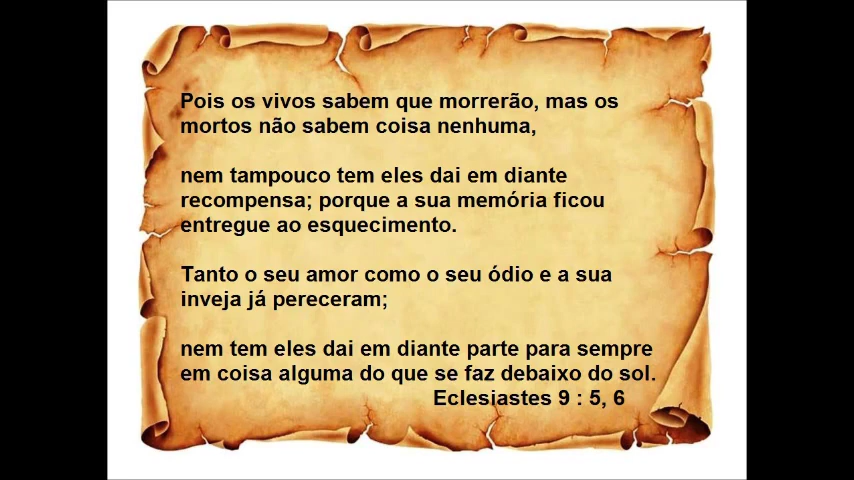 Pois os vivos sabem que morrerão, mas os
mortos não sabem coisa nenhuma,
nem tampouco tem eles dai em diante
recompensa; porque a sua memória ficou
entregue ao esquecimento.
Tanto o seu amor como o seu ódio e a sua
inveja já pereceram;
nem tem eles dai em diante parte para sempre
em coisa alguma do que se faz debaixo do sol.
Eclesiastes 9 : 5, 6